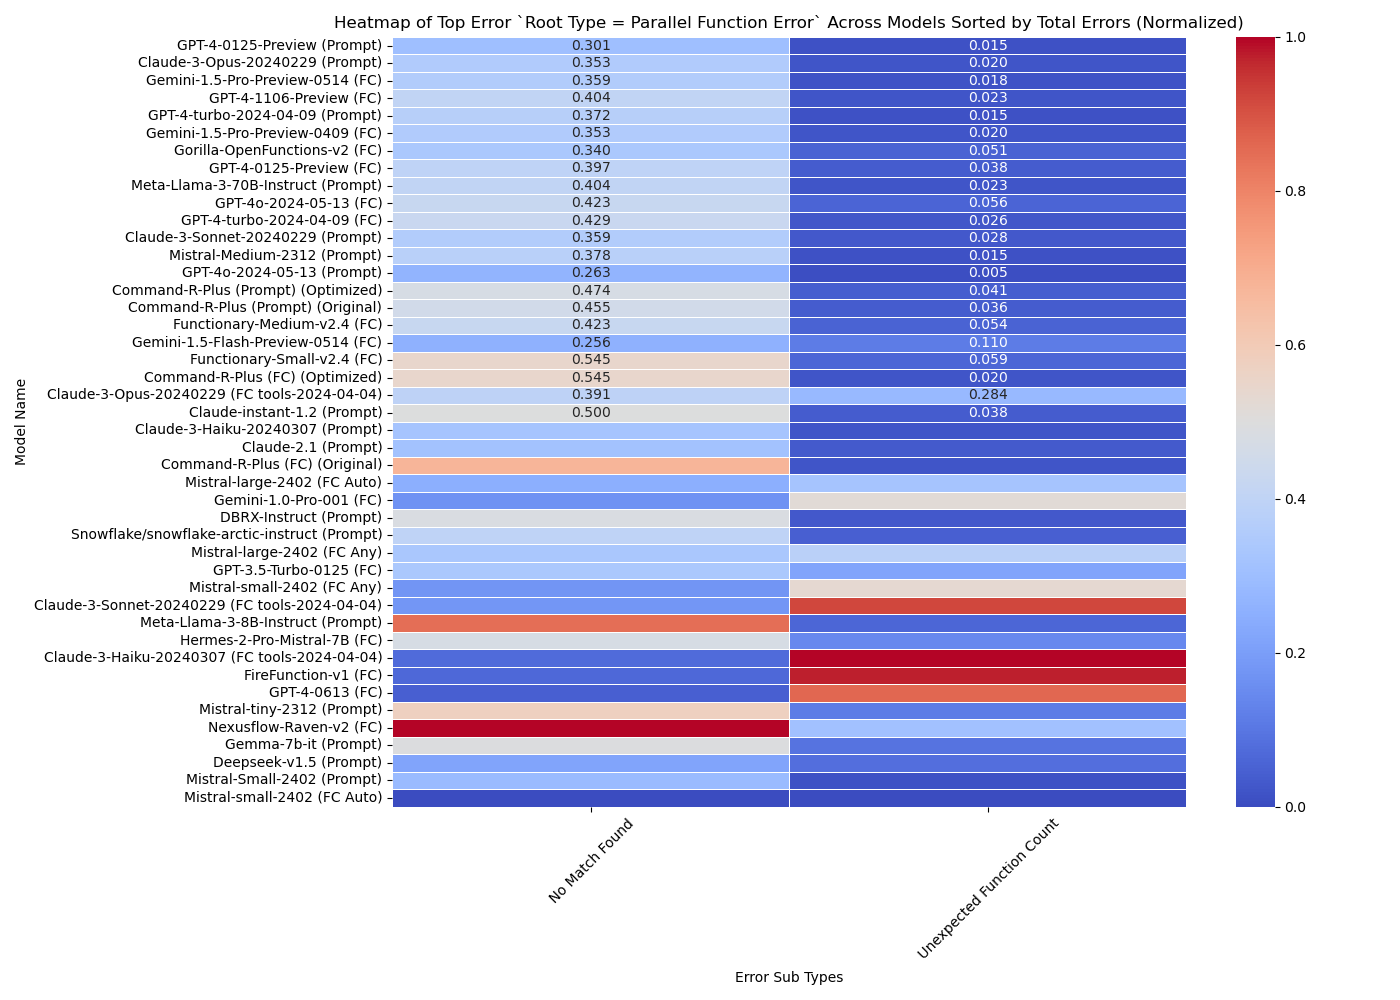 Heatmap of Top Error `Root Type = Parallel Function Error` Across Models Sorted by Total Errors (Normalized)
GPT-4-0125-Preview (Prompt) 0.301 0.015
Claude-3-Opus-20240229 (Prompt) 0.353 0.020
Gemini-1.5-Pro-Preview-0514 (FC) 0.359 0.018
GPT-4-1106-Preview (FC) 0.404 0.023
GPT-4-turbo-2024-04-09 (Prompt) 0.372 0.015
Gemini-1.5-Pro-Preview-0409 (FC) 0.353 0.020
Gorilla-OpenFunctions-v2 (FC) 0.340 0.051
GPT-4-0125-Preview (FC) 0.397 0.038
Meta-Llama-3-70B-Instruct (Prompt) 0.404 0.023
GPT-4o-2024-05-13 (FC) 0.423 0.056
GPT-4-turbo-2024-04-09 (FC) 0.429 0.026
Claude-3-Sonnet-20240229 (Prompt) 0.359 0.028
Mistral-Medium-2312 (Prompt) 0.378 0.015
GPT-4o-2024-05-13 (Prompt) 0.263 0.005
Command-R-Plus (Prompt) (Optimized) 0.474 0.041
Command-R-Plus (Prompt) (Original) 0.455 0.036
Functionary-Medium-v2.4 (FC) 0.423 0.054
Gemini-1.5-Flash-Preview-0514 (FC) 0.256 0.110
Functionary-Small-v2.4 (FC) 0.545 0.059
Command-R-Plus (FC) (Optimized) 0.545 0.020
Claude-3-Opus-20240229 (FC tools-2024-04-04) 0.391 0.284
Claude-instant-1.2 (Prompt) 0.500 0.038
Claude-3-Haiku-20240307 (Prompt)
Claude-2.1 (Prompt)
Command-R-Plus (FC) (Original)
Mistral-large-2402 (FC Auto)
Gemini-1.0-Pro-001 (FC)
DBRX-Instruct (Prompt)
Snowflake/snowflake-arctic-instruct (Prompt)
Mistral-large-2402 (FC Any)
GPT-3.5-Turbo-0125 (FC)
Mistral-small-2402 (FC Any)
Claude-3-Sonnet-20240229 (FC tools-2024-04-04)
Meta-Llama-3-8B-Instruct (Prompt)
Hermes-2-Pro-Mistral-7B (FC)
Claude-3-Haiku-20240307 (FC tools-2024-04-04)
FireFunction-v1 (FC)
GPT-4-0613 (FC)
Mistral-tiny-2312 (Prompt)
Nexusflow-Raven-v2 (FC)
Gemma-7b-it (Prompt)
Deepseek-v1.5 (Prompt)
Mistral-Small-2402 (Prompt)
Mistral-small-2402 (FC Auto)
Model Name
No Match Found
Unexpected Function Count
Error Sub Types
1.0
0.8
0.6
0.4
0.2
0.0